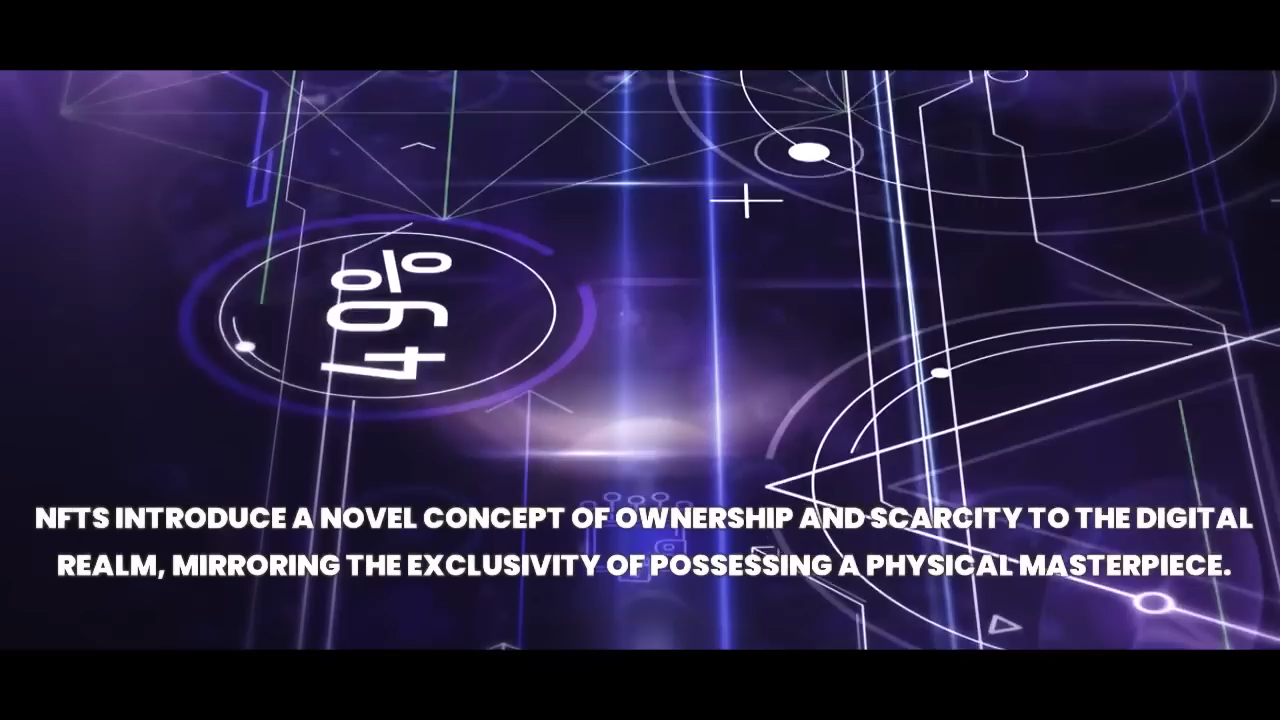 49%
NFTS INTRODUCE A NOVEL CONCEPT OF OWNERSHIP AND SCARCITY TO THE DIGITAL
REALM, MIRRORING THE EXCLUSIVITY OF POSSESSING A PHYSICAL MASTERPIECE.